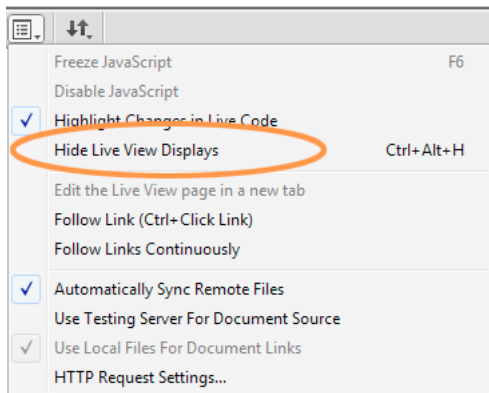 Freeze JavaScript F6
Disable JavaScript
Highlight Changes in Live Code
Hide Live View Displays Ctrl+Alt+H
Edit the Live View page in a new tab
Follow Link (Ctrl+Click Link)
Follow Links Continuously
Automatically Sync Remote Files
Use Testing Server For Document Source
Use Local Files For Document Links
HTTP Request Settings...